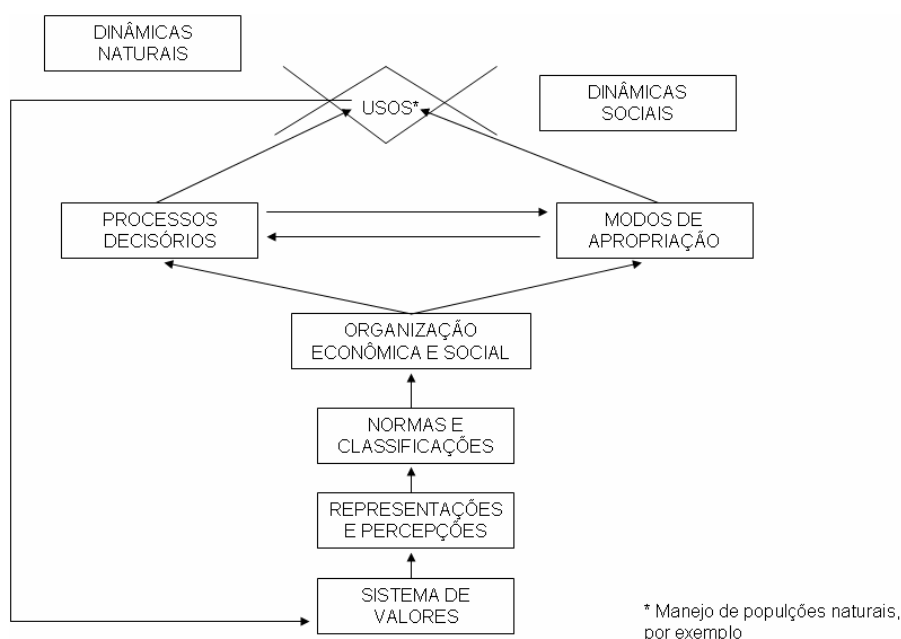 DINÂMICAS
NATURAIS
USOS*
DINÂMICAS
SOCIAIS
PROCESSOS
DECISÓRIOS
MODOS DE
APROPRIAÇÃO
ORGANIZAÇÃO
ECONÔMICA E SOCIAL
NORMAS E
CLASSIFICAÇÕES
REPRESENTAÇÕES
E PERCEPÇÕES
SISTEMA DE
VALORES
* Manejo de populções naturais,
por exemplo